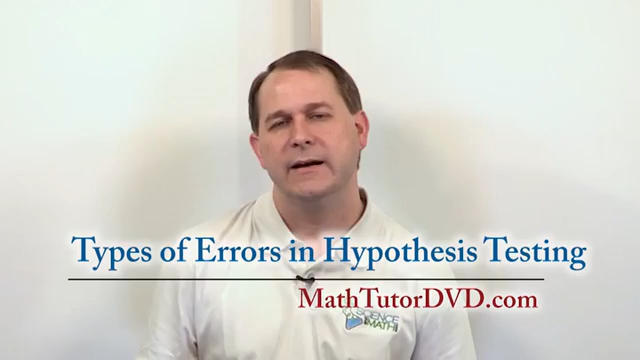 Types of Errors in Hypothesis Testing
MathTutorDVD.com
SCIENCE
MATH